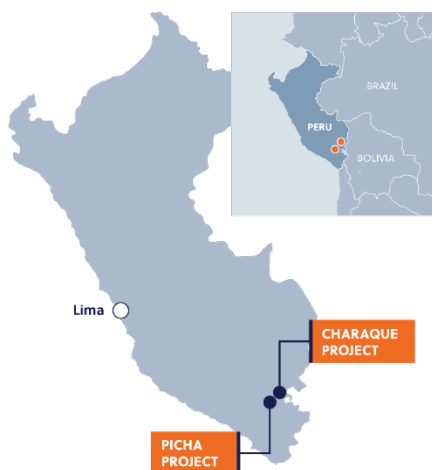 BRAZIL
PERU
BOLIVIA
Lima
CHARAQUE
PROJECT
PICHA
PROJECT